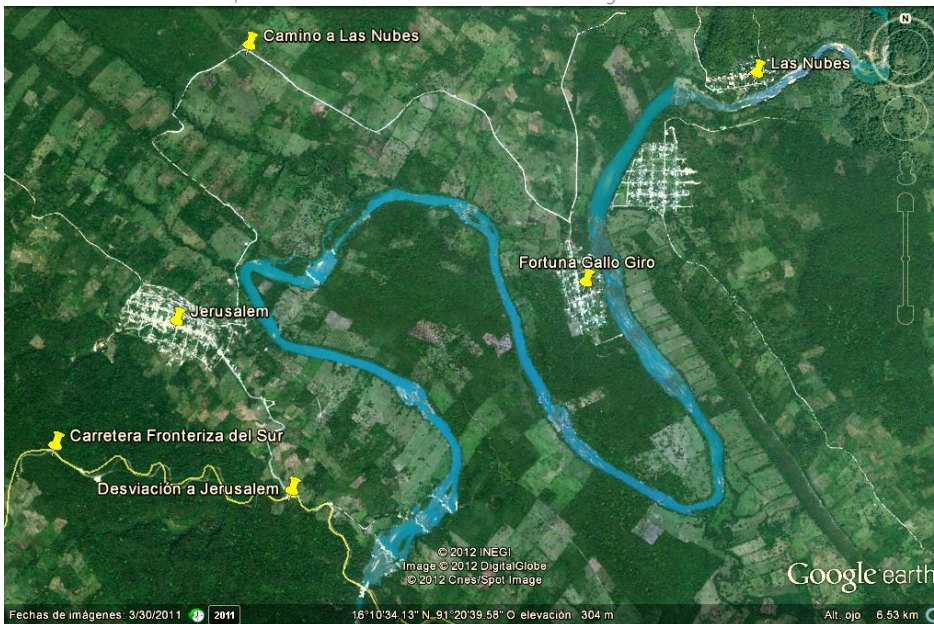 N
Camino a Las Nubes
Las Nubes
Fortuna Gallo Giro
Jerusalem
Carretera Fronteriza del Sur
Desviación a Jerusalem
© 2012 INEGI
Image © 2012 DigitalGlobe
© 2012 Cnes/Spot Image
Google earth
Fechas de imágenes: 3/30/2011 2011 16°10'34.13" N 91°20'39.58" O elevación 304 m Alt. ojo 6.53 km